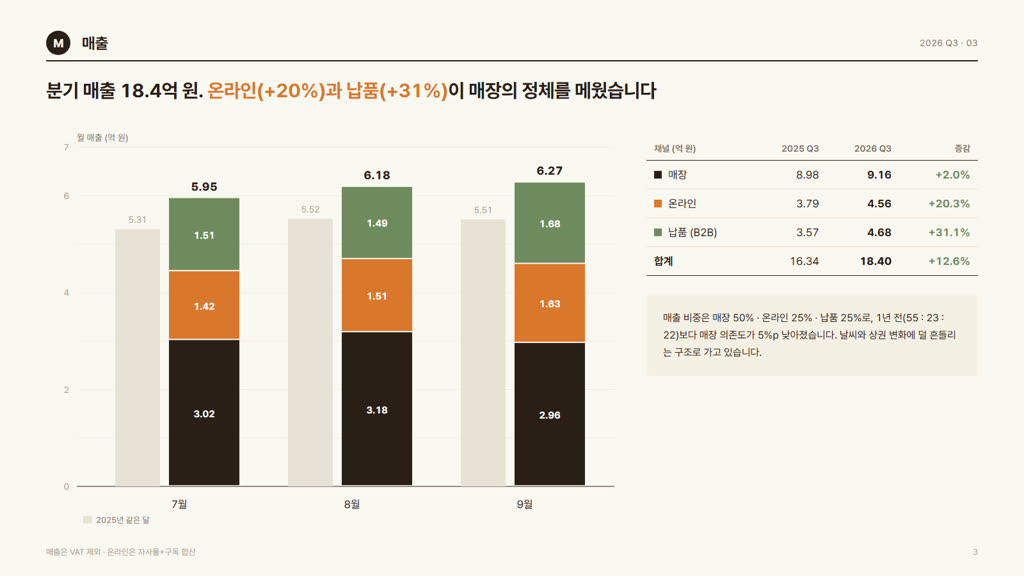 M 매출
2026 Q3 · 03
분기 매출 18.4억 원. 온라인(+20%)과 납품(+31%)이 매장의 정체를 메웠습니다
월 매출 (억 원)
7
6
4
2
0
5.31
5.95
1.51
1.42
3.02
5.52
6.18
1.49
1.51
3.18
5.51
6.27
1.68
1.63
2.96
7월
8월
9월
2025년 같은 달
채널 (억 원) 2025 Q3 2026 Q3 증감
매장 8.98 9.16 +2.0%
온라인 3.79 4.56 +20.3%
납품 (B2B) 3.57 4.68 +31.1%
합계 16.34 18.40 +12.6%
매출 비중은 매장 50% · 온라인 25% · 납품 25%로, 1년 전(55 : 23 :
22)보다 매장 의존도가 5%p 낮아졌습니다. 날씨와 상권 변화에 덜 흔들리
는 구조로 가고 있습니다.
매출은 VAT 제외 · 온라인은 자사몰+구독 합산
3